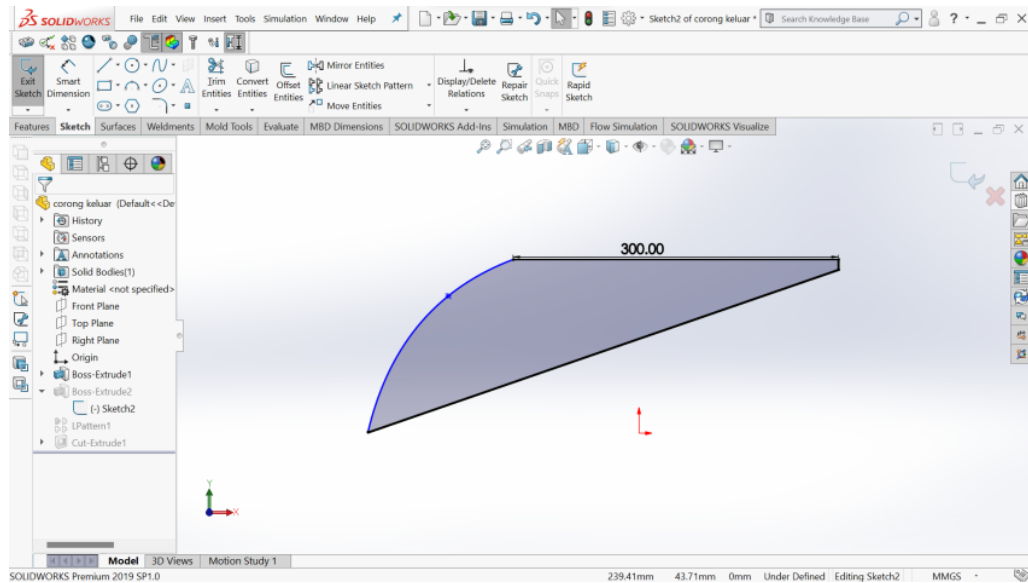 SOLIDWORKS File Edit View Insert Tools Simulation Window Help Sketch2 of corong keluar * Search Knowledge Base ?
Exit Sketch Smart Dimension Trim Entities Convert Entities Offset Entities Mirror Entities Linear Sketch Pattern Move Entities Display/Delete Relations Repair Sketch Quick Snaps Rapid Sketch
Features Sketch Surfaces Weldments Mold Tools Evaluate MBD Dimensions SOLIDWORKS Add-Ins Simulation MBD Flow Simulation SOLIDWORKS Visualize
corong keluar (Default<<De
History
Sensors
Annotations
Solid Bodies(1)
Material <not specified>
Front Plane
Top Plane
Right Plane
Origin
Boss-Extrude1
Boss-Extrude2
(-) Sketch2
LPattern1
Cut-Extrude1
300.00
Y
X
Model 3D Views Motion Study 1
SOLIDWORKS Premium 2019 SP1.0 239.41mm 43.71mm 0mm Under Defined Editing Sketch2 MMGS